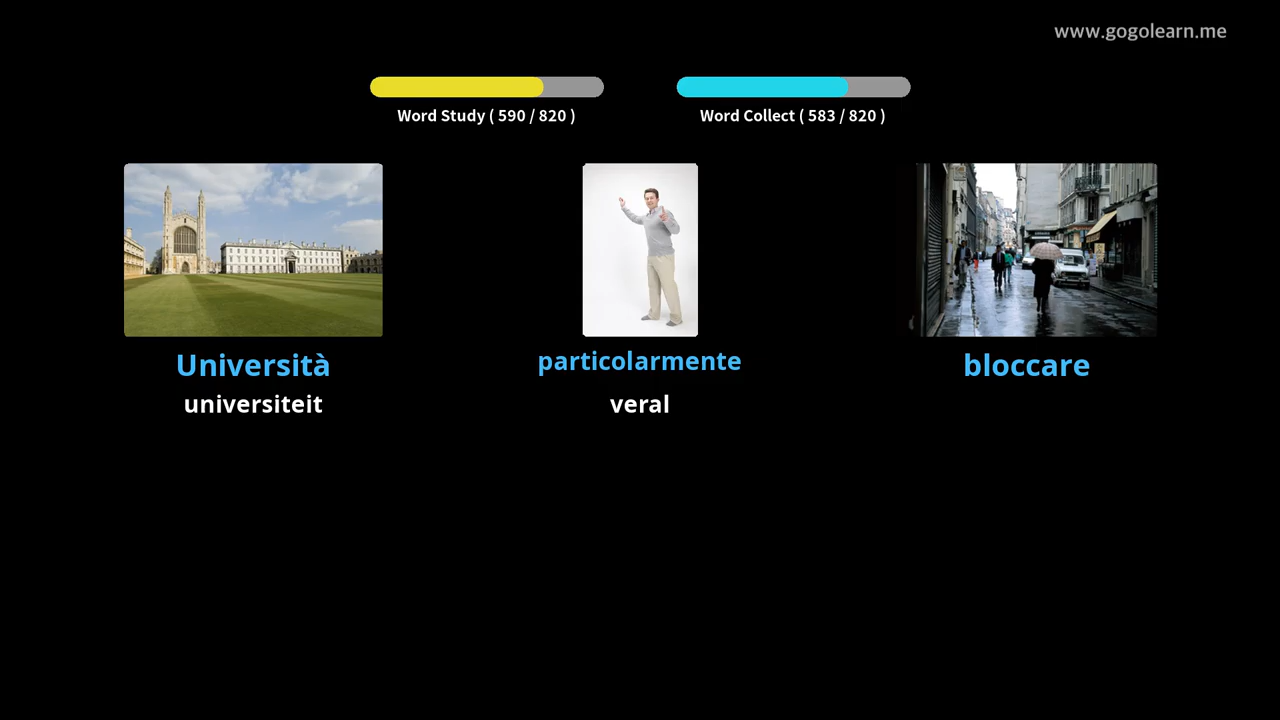 www.gogolearn.me
Word Study ( 590 / 820 )
Word Collect ( 583 / 820 )
Università
particolarmente
bloccare
universiteit
veral